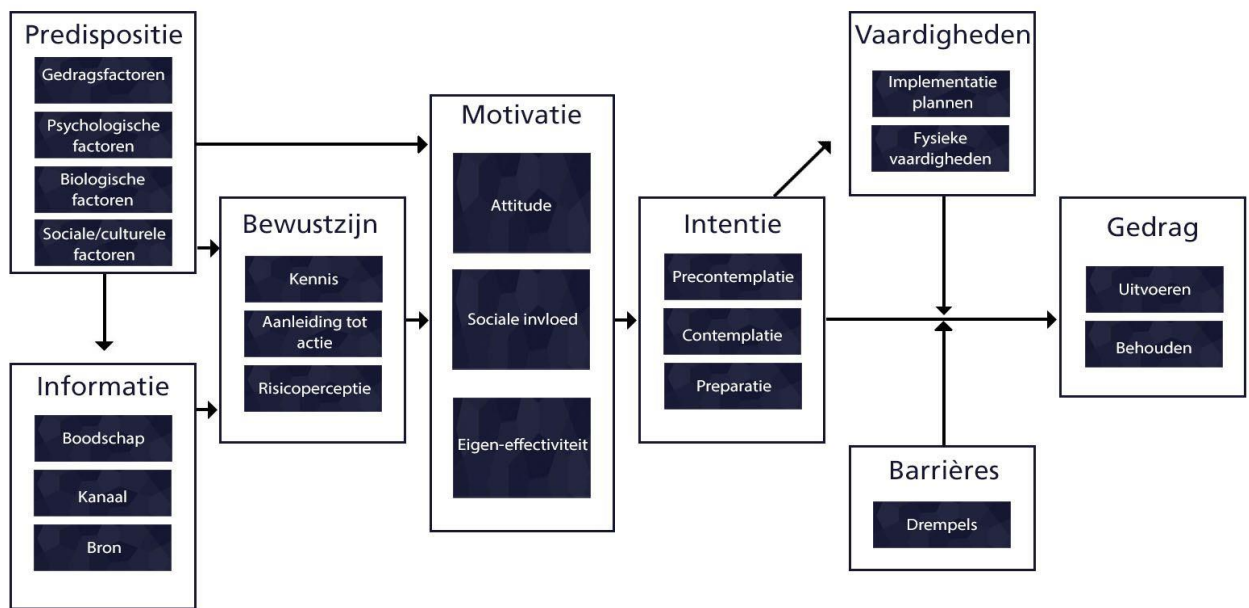 Predispositie
Gedragsfactoren
Psychologische
factoren
Biologische
factoren
Sociale/culturele
factoren
Informatie
Boodschap
Kanaal
Bron
Bewustzijn
Kennis
Aanleiding tot
actie
Risicoperceptie
Motivatie
Attitude
Sociale invloed
Eigen-effectiviteit
Intentie
Precontemplatie
Contemplatie
Preparatie
Vaardigheden
Implementatie
plannen
Fysieke
vaardigheden
Barrières
Drempels
Gedrag
Uitvoeren
Behouden